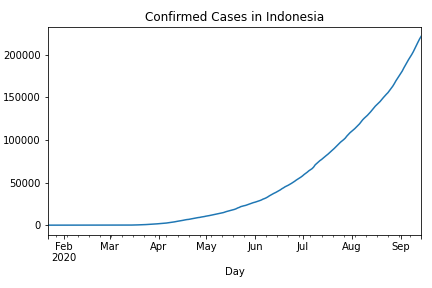 Confirmed Cases in Indonesia
200000
150000
100000
50000
0
Feb Mar Apr May Jun Jul Aug Sep
2020
Day